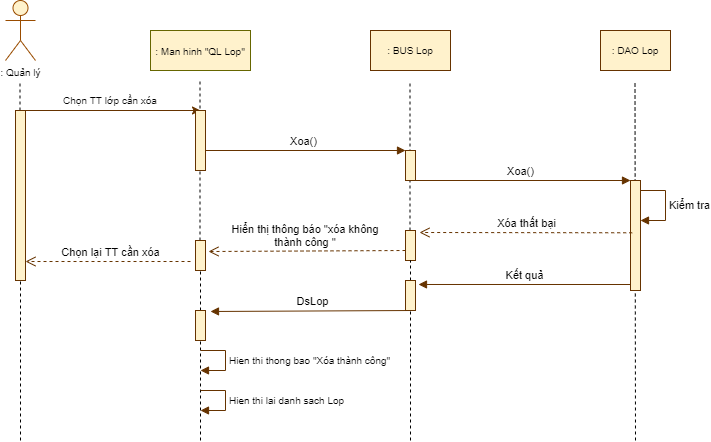 : Quản lý
: Man hinh "QL Lop"
: BUS Lop
: DAO Lop
Chọn TT lớp cần xóa
Xoa()
Xoa()
Kiểm tra
Xóa thất bại
Hiển thị thông báo "xóa không
thành công "
Chọn lại TT cần xóa
Kết quả
DsLop
Hien thi thong bao "Xóa thành công"
Hien thi lai danh sach Lop